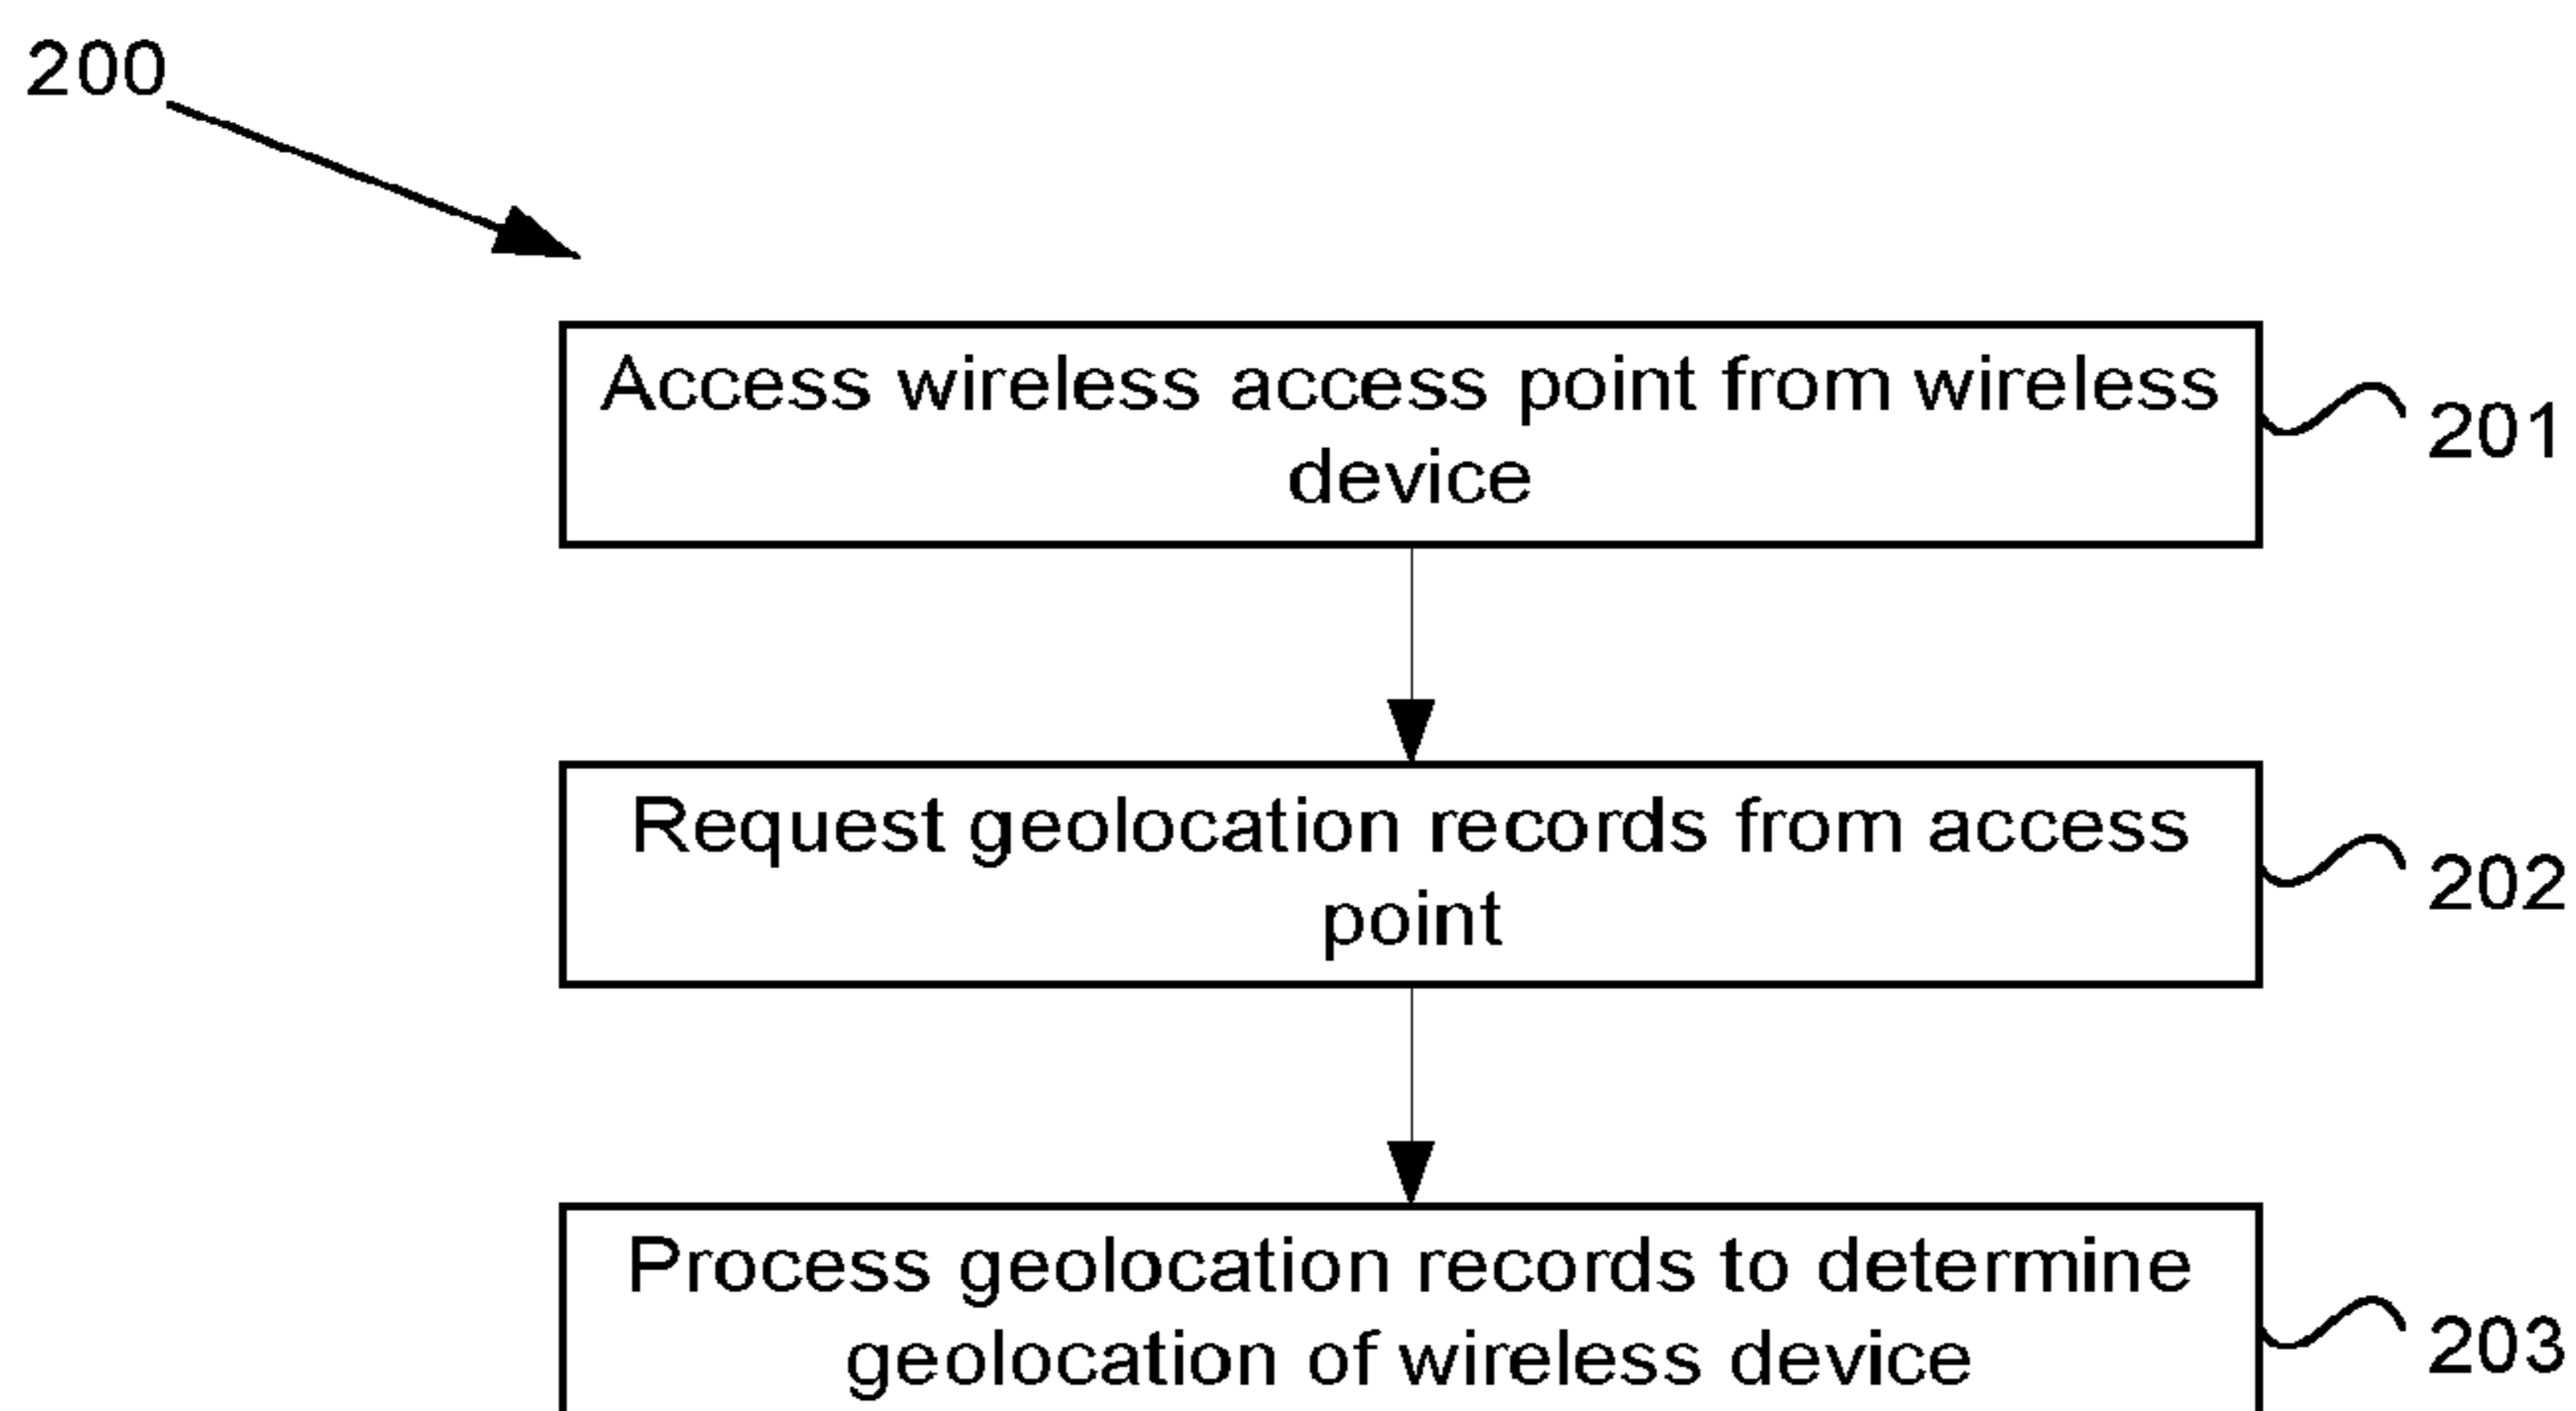 200
Access wireless access point from wireless
device
201
Request geolocation records from access
point
202
Process geolocation records to determine
geolocation of wireless device
203